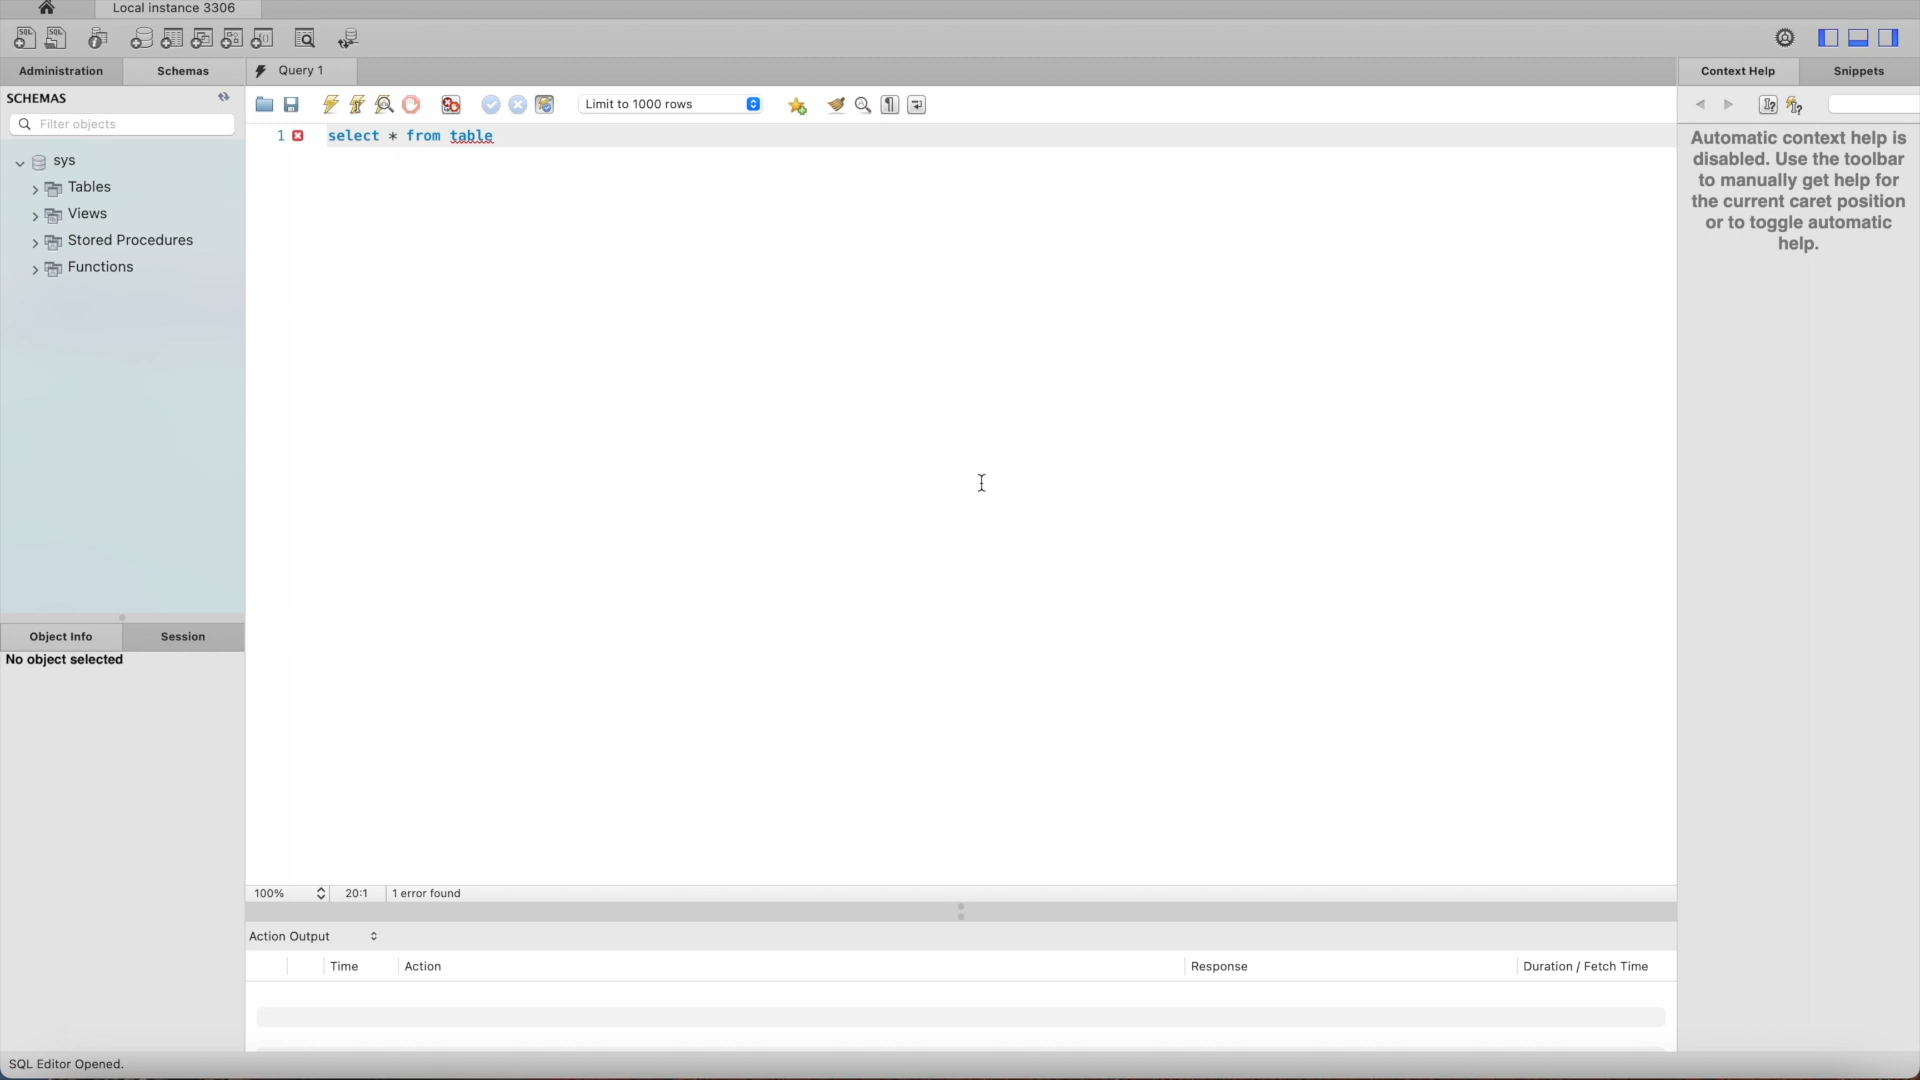 Local instance 3306
Administration
Schemas
Query 1
Context Help
Snippets
SCHEMAS
Filter objects
Limit to 1000 rows
1 select * from table
sys
Tables
Views
Stored Procedures
Functions
Automatic context help is
disabled. Use the toolbar
to manually get help for
the current caret position
or to toggle automatic
help.
Object Info
Session
No object selected
100%
20:1
1 error found
Action Output
Time
Action
Response
Duration / Fetch Time
SQL Editor Opened.